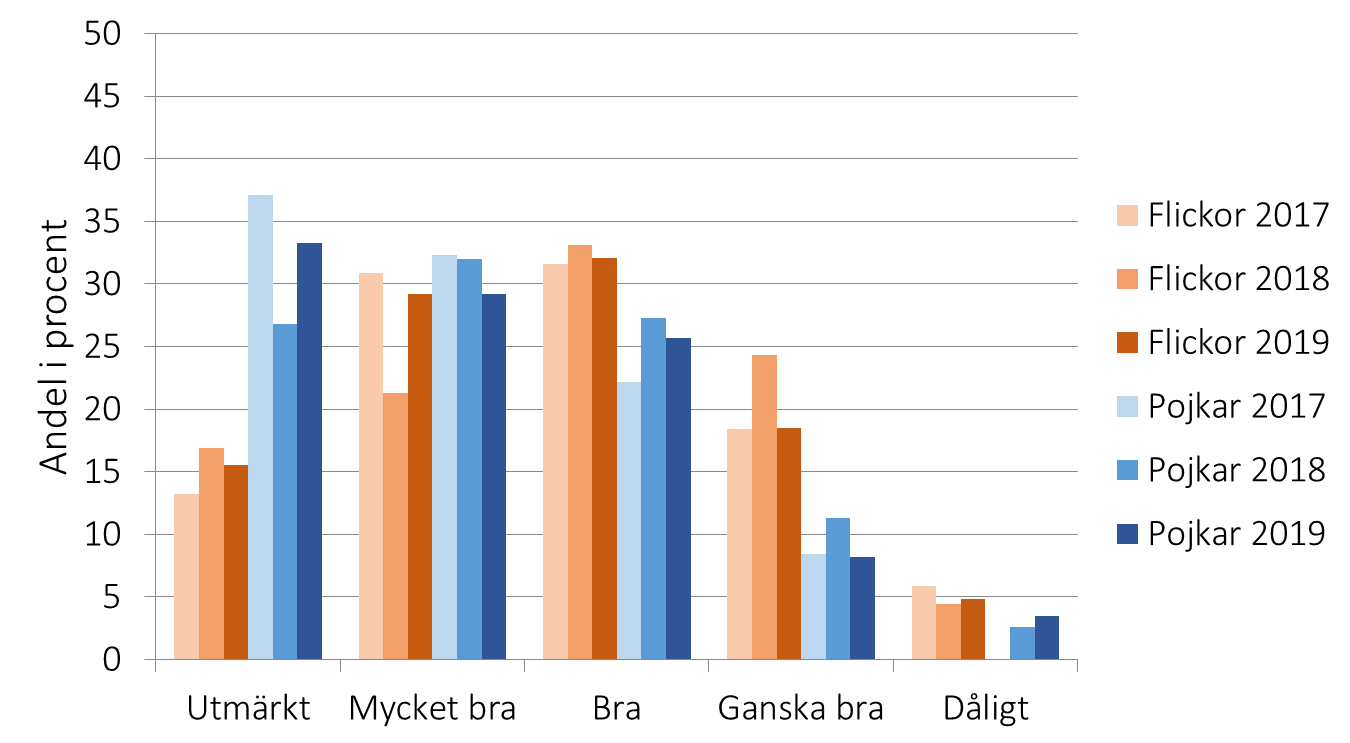 Andel i procent
50
45
40
35
30
25
20
15
10
5
0
Utmärkt
Mycket bra
Bra
Ganska bra
Dåligt
Flickor 2017
Flickor 2018
Flickor 2019
Pojkar 2017
Pojkar 2018
Pojkar 2019